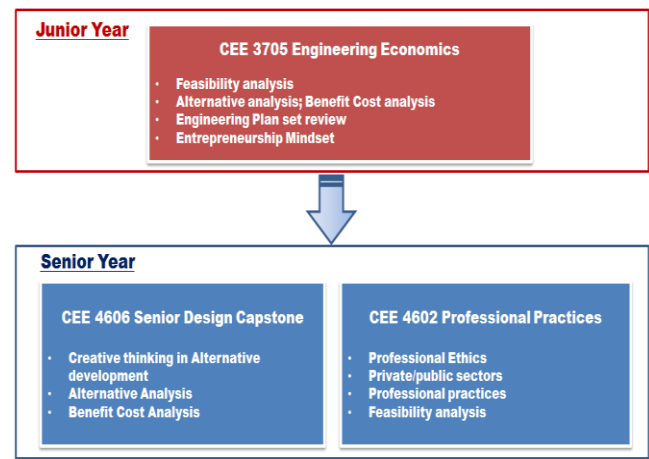 Junior Year
CEE 3705 Engineering Economics
• Feasibility analysis
• Alternative analysis; Benefit Cost analysis
• Engineering Plan set review
• Entrepreneurship Mindset
Senior Year
CEE 4606 Senior Design Capstone
• Creative thinking in Alternative
development
• Alternative Analysis
• Benefit Cost Analysis
CEE 4602 Professional Practices
• Professional Ethics
• Private/public sectors
• Professional practices
• Feasibility analysis